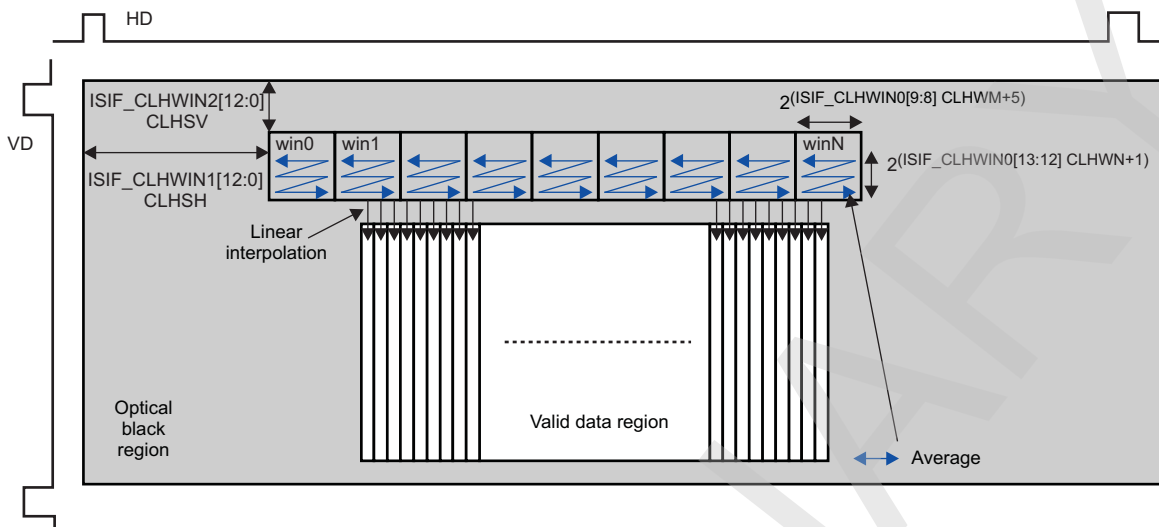 HD
VD
ISIF_CLHWIN2[12:0]
CLHSV
2(ISIF_CLHWIN0[9:8] CLHWM+5)
win0
win1
winN
2(ISIF_CLHWIN0[13:12] CLHWN+1)
ISIF_CLHWIN1[12:0]
CLHSH
Linear
interpolation
Optical
black
region
Valid data region
Average